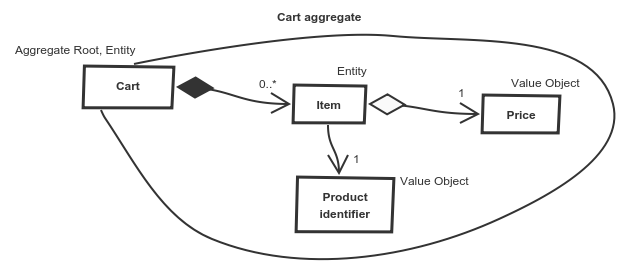 Cart aggregate
Aggregate Root, Entity
Cart
0..*
Entity
Item
1
Value Object
Price
1
Value Object
Product
identifier